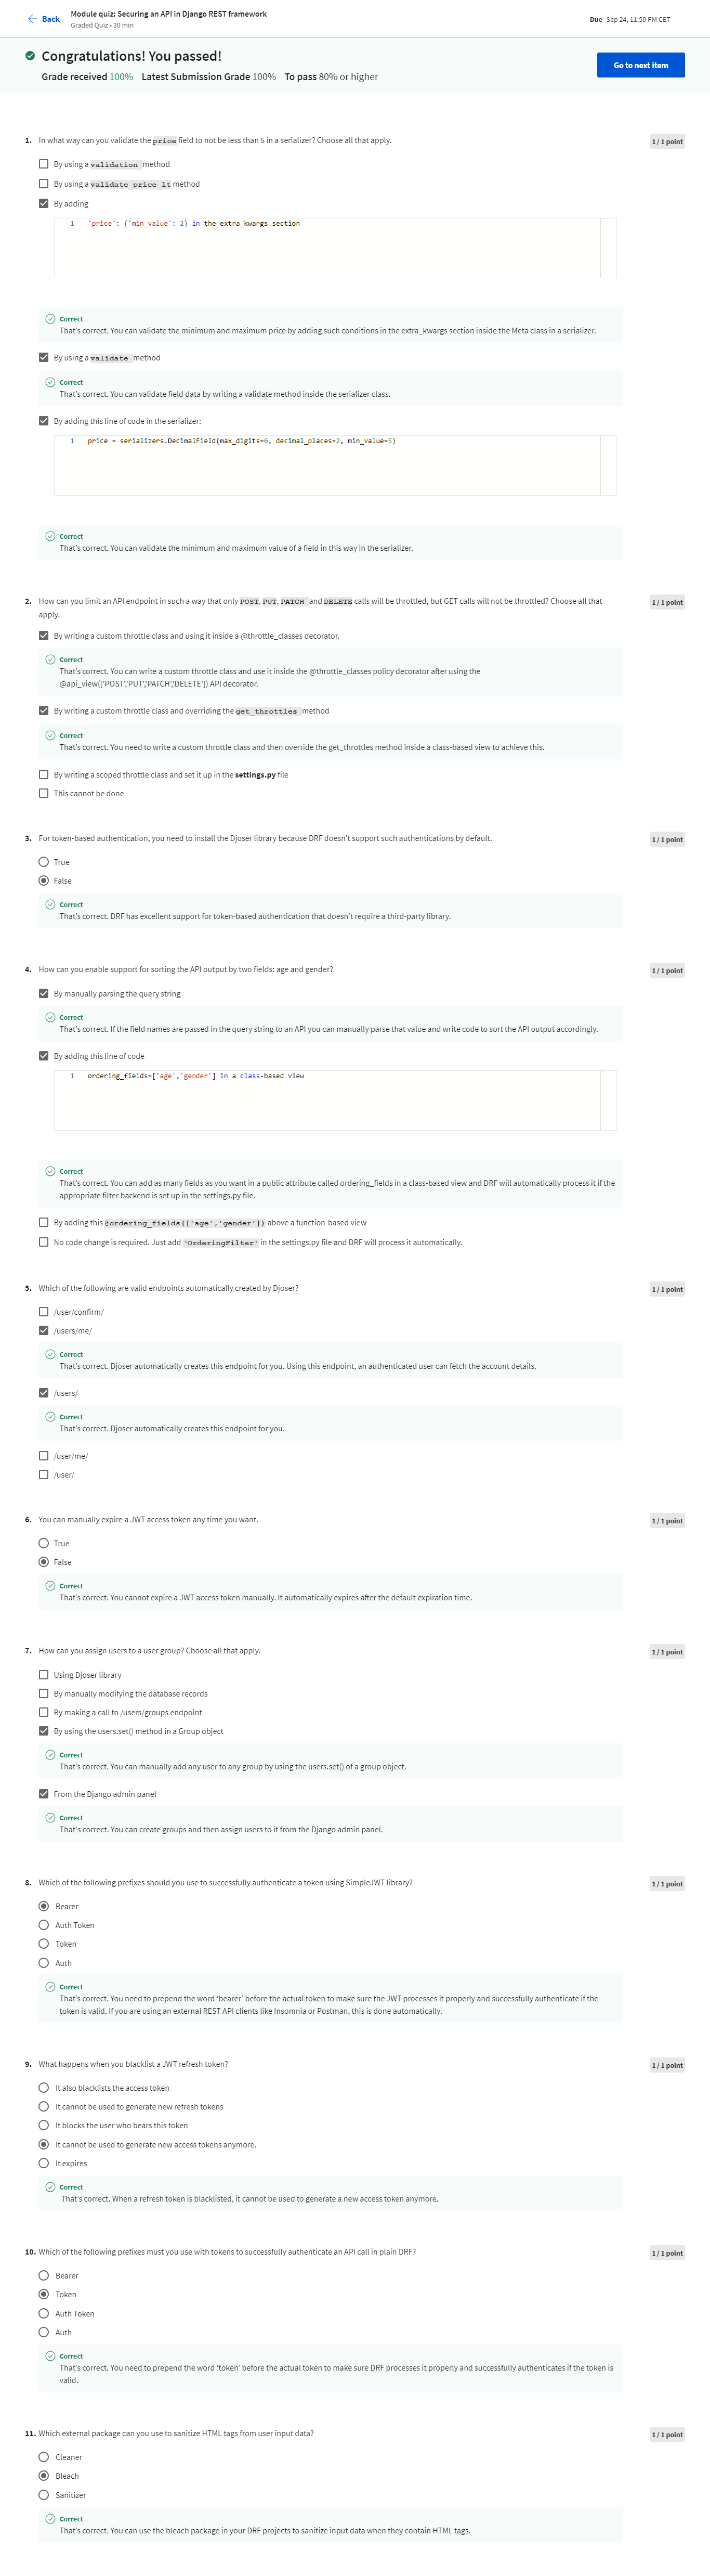 Back
Module quiz: Securing an API in Django REST framework
Graded Quiz • 30 min
Due Sep 24, 11:59 PM CET
Congratulations! You passed!
Grade received 100% Latest Submission Grade 100% To pass 80% or higher
Go to next item
1. In what way can you validate the price field to not be less than 5 in a serializer? Choose all that apply.
1 / 1 point
By using a validation method
By using a validate_price_lt method
By adding
1 'price': {'min_value': 2} in the extra_kwargs section
Correct
That's correct. You can validate the minimum and maximum price by adding such conditions in the extra_kwargs section inside the Meta class in a serializer.
By using a validate method
Correct
That's correct. You can validate field data by writing a validate method inside the serializer class.
By adding this line of code in the serializer:
1 price = serializers.DecimalField(max_digits=6, decimal_places=2, min_value=5)
Correct
That's correct. You can validate the minimum and maximum value of a field in this way in the serializer.
2. How can you limit an API endpoint in such a way that only POST, PUT, PATCH and DELETE calls will be throttled, but GET calls will not be throttled? Choose all that
apply.
1 / 1 point
By writing a custom throttle class and using it inside a @throttle_classes decorator.
Correct
That's correct. You can write a custom throttle class and use it inside the @throttle_classes policy decorator after using the
@api_view(['POST','PUT','PATCH','DELETE']) API decorator.
By writing a custom throttle class and overriding the get_throttles method
Correct
That's correct. You need to write a custom throttle class and then override the get_throttles method inside a class-based view to achieve this.
By writing a scoped throttle class and set it up in the settings.py file
This cannot be done
3. For token-based authentication, you need to install the Djoser library because DRF doesn't support such authentications by default.
1 / 1 point
True
False
Correct
That's correct. DRF has excellent support for token-based authentication that doesn't require a third-party library.
4. How can you enable support for sorting the API output by two fields: age and gender?
1 / 1 point
By manually parsing the query string
Correct
That's correct. If the field names are passed in the query string to an API you can manually parse that value and write code to sort the API output accordingly.
By adding this line of code
1 ordering_fields=['age','gender'] in a class-based view
Correct
That's correct. You can add as many fields as you want in a public attribute called ordering_fields in a class-based view and DRF will automatically process it if the
appropriate filter backend is set up in the settings.py file.
By adding this @ordering_fields(['age','gender']) above a function-based view
No code change is required. Just add 'OrderingFilter' in the settings.py file and DRF will process it automatically.
5. Which of the following are valid endpoints automatically created by Djoser?
1 / 1 point
/user/confirm/
/users/me/
Correct
That's correct. Djoser automatically creates this endpoint for you. Using this endpoint, an authenticated user can fetch the account details.
/users/
Correct
That's correct. Djoser automatically creates this endpoint for you.
/user/me/
/user/
6. You can manually expire a JWT access token any time you want.
1 / 1 point
True
False
Correct
That's correct. You cannot expire a JWT access token manually. It automatically expires after the default expiration time.
7. How can you assign users to a user group? Choose all that apply.
1 / 1 point
Using Djoser library
By manually modifying the database records
By making a call to /users/groups endpoint
By using the users.set() method in a Group object
Correct
That's correct. You can manually add any user to any group by using the users.set() of a group object.
From the Django admin panel
Correct
That's correct. You can create groups and then assign users to it from the Django admin panel.
8. Which of the following prefixes should you use to successfully authenticate a token using SimpleJWT library?
1 / 1 point
Bearer
Auth Token
Token
Auth
Correct
That's correct. You need to prepend the word 'bearer' before the actual token to make sure the JWT processes it properly and successfully authenticate if the
token is valid. If you are using an external REST API clients like Insomnia or Postman, this is done automatically.
9. What happens when you blacklist a JWT refresh token?
1 / 1 point
It also blacklists the access token
It cannot be used to generate new refresh tokens
It blocks the user who bears this token
It cannot be used to generate new access tokens anymore.
It expires
Correct
That's correct. When a refresh token is blacklisted, it cannot be used to generate a new access token anymore.
10. Which of the following prefixes must you use with tokens to successfully authenticate an API call in plain DRF?
1 / 1 point
Bearer
Token
Auth Token
Auth
Correct
That's correct. You need to prepend the word 'token' before the actual token to make sure DRF processes it properly and successfully authenticates if the token is
valid.
11. Which external package can you use to sanitize HTML tags from user input data?
1 / 1 point
Cleaner
Bleach
Sanitizer
Correct
That's correct. You can use the bleach package in your DRF projects to sanitize input data when they contain HTML tags.